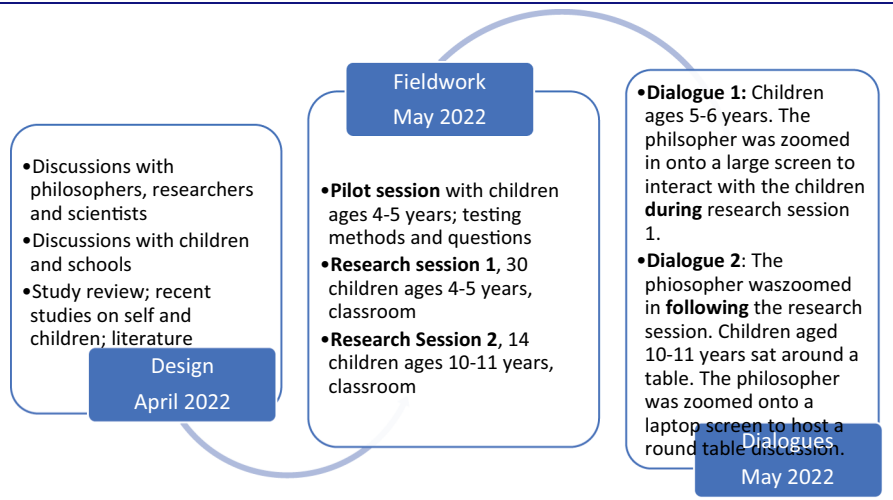 •Discussions with
philosophers, researchers
and scientists
•Discussions with children
and schools
•Study review; recent
studies on self and
children; literature
Design
April 2022
Fieldwork
May 2022
•Pilot session with children
ages 4-5 years; testing
methods and questions
•Research session 1, 30
children ages 4-5 years,
classroom
•Research Session 2, 14
children ages 10-11 years,
classroom
•Dialogue 1: Children
ages 5-6 years. The
philsopher was zoomed
in onto a large screen to
interact with the children
during research session
1.
•Dialogue 2: The
phiosopher waszoomed
in following the research
session. Children aged
10-11 years sat around a
table. The philosopher
was zoomed onto a
laptop screen to host a
round table discussion.
Dialogues
May 2022